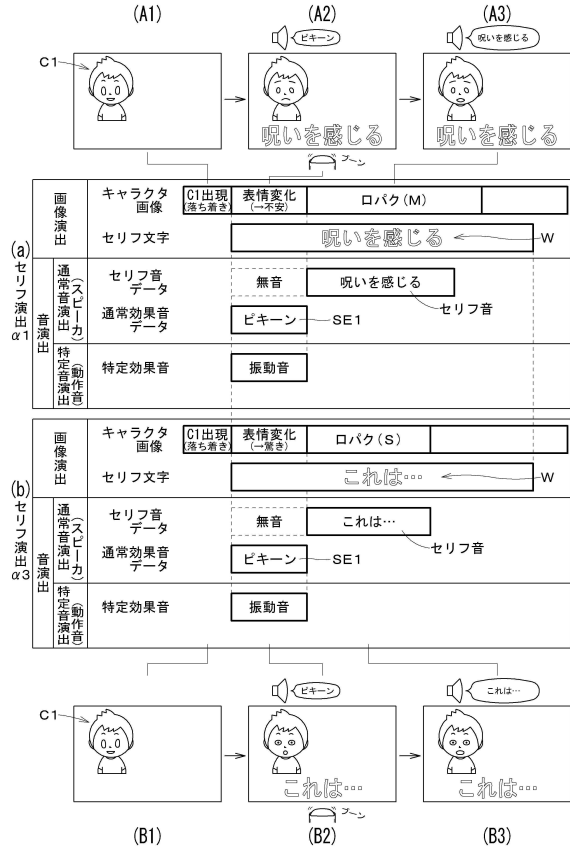 (A1)
(A2)
(A3)
ピキーン
呪いを感じる
C1
呪いを感じる
呪いを感じる
ブーン
(a)セリフ演出α1
画像演出
キャラクタ画像
C1出現(落ち着き)
表情変化(→不安)
口パク(M)
セリフ文字
呪いを感じる
W
音演出
通常音演出(スピーカ)
セリフ音データ
無音
呪いを感じる
セリフ音
通常効果音データ
ピキーン
SE1
特定音演出(動作音)
特定効果音
振動音
(b)セリフ演出α3
画像演出
キャラクタ画像
C1出現(落ち着き)
表情変化(→驚き)
口パク(S)
セリフ文字
これは…
W
音演出
通常音演出(スピーカ)
セリフ音データ
無音
これは…
セリフ音
通常効果音データ
ピキーン
SE1
特定音演出(動作音)
特定効果音
振動音
ピキーン
これは…
C1
これは…
これは…
ブーン
(B1)
(B2)
(B3)